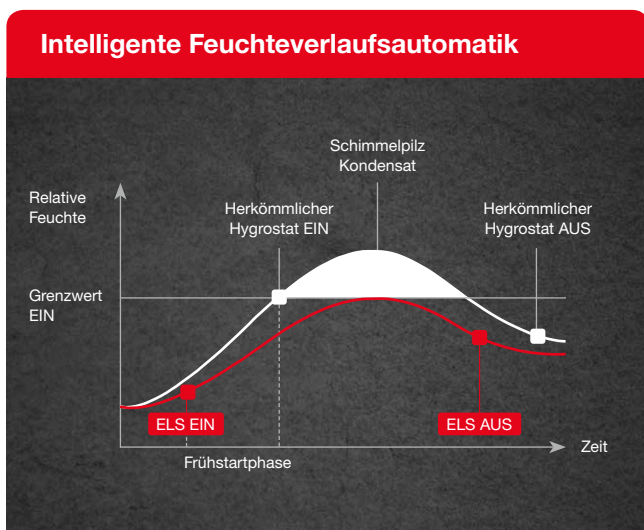 Intelligente Feuchteverlaufsautomatik
Schimmelpilz
Kondensat
Relative
Feuchte
Herkömmlicher
Hygrostat EIN
Herkömmlicher
Hygrostat AUS
Grenzwert
EIN
ELS EIN
ELS AUS
Zeit
Frühstartphase